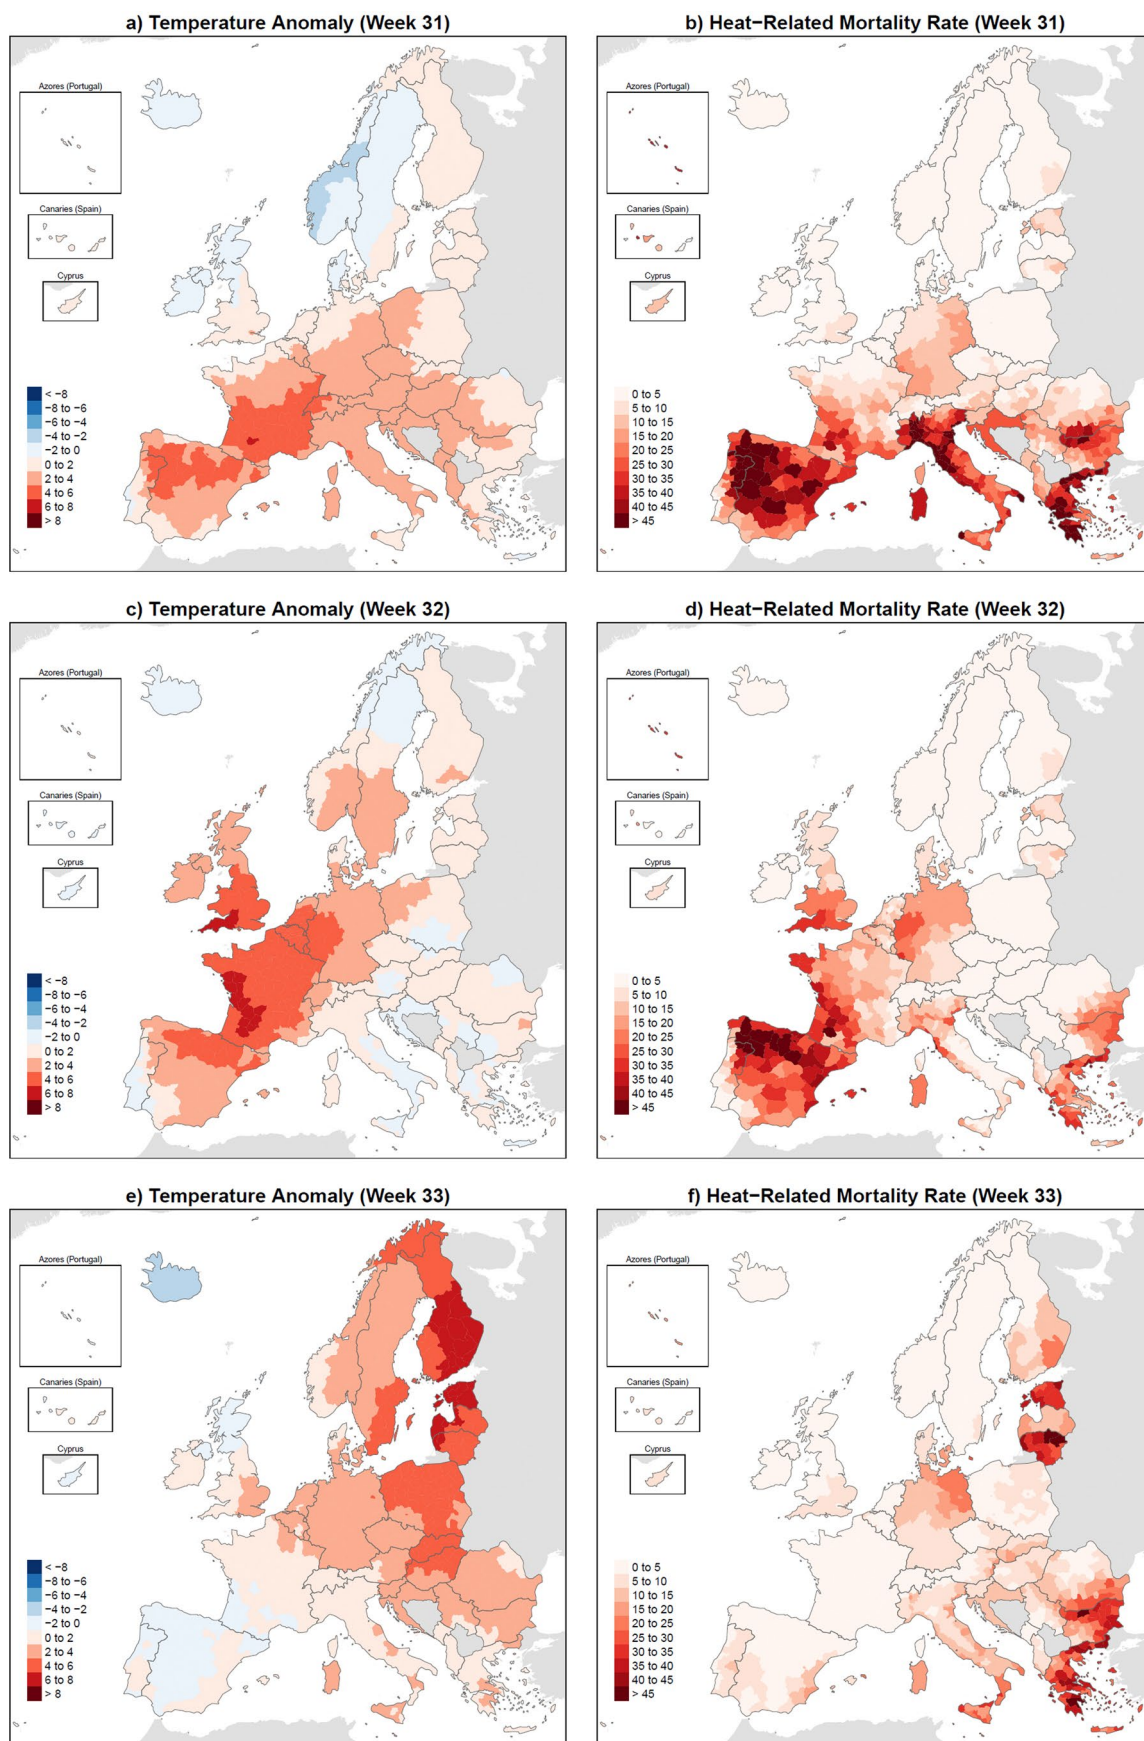 a) Temperature Anomaly (Week 31)
Azores (Portugal)
Canaries (Spain)
Cyprus
< −8
−8 to −6
−6 to −4
−4 to −2
−2 to 0
0 to 2
2 to 4
4 to 6
6 to 8
> 8
b) Heat−Related Mortality Rate (Week 31)
Azores (Portugal)
Canaries (Spain)
Cyprus
0 to 5
5 to 10
10 to 15
15 to 20
20 to 25
25 to 30
30 to 35
35 to 40
40 to 45
> 45
c) Temperature Anomaly (Week 32)
Azores (Portugal)
Canaries (Spain)
Cyprus
< −8
−8 to −6
−6 to −4
−4 to −2
−2 to 0
0 to 2
2 to 4
4 to 6
6 to 8
> 8
d) Heat−Related Mortality Rate (Week 32)
Azores (Portugal)
Canaries (Spain)
Cyprus
0 to 5
5 to 10
10 to 15
15 to 20
20 to 25
25 to 30
30 to 35
35 to 40
40 to 45
> 45
e) Temperature Anomaly (Week 33)
Azores (Portugal)
Canaries (Spain)
Cyprus
< −8
−8 to −6
−6 to −4
−4 to −2
−2 to 0
0 to 2
2 to 4
4 to 6
6 to 8
> 8
f) Heat−Related Mortality Rate (Week 33)
Azores (Portugal)
Canaries (Spain)
Cyprus
0 to 5
5 to 10
10 to 15
15 to 20
20 to 25
25 to 30
30 to 35
35 to 40
40 to 45
> 45